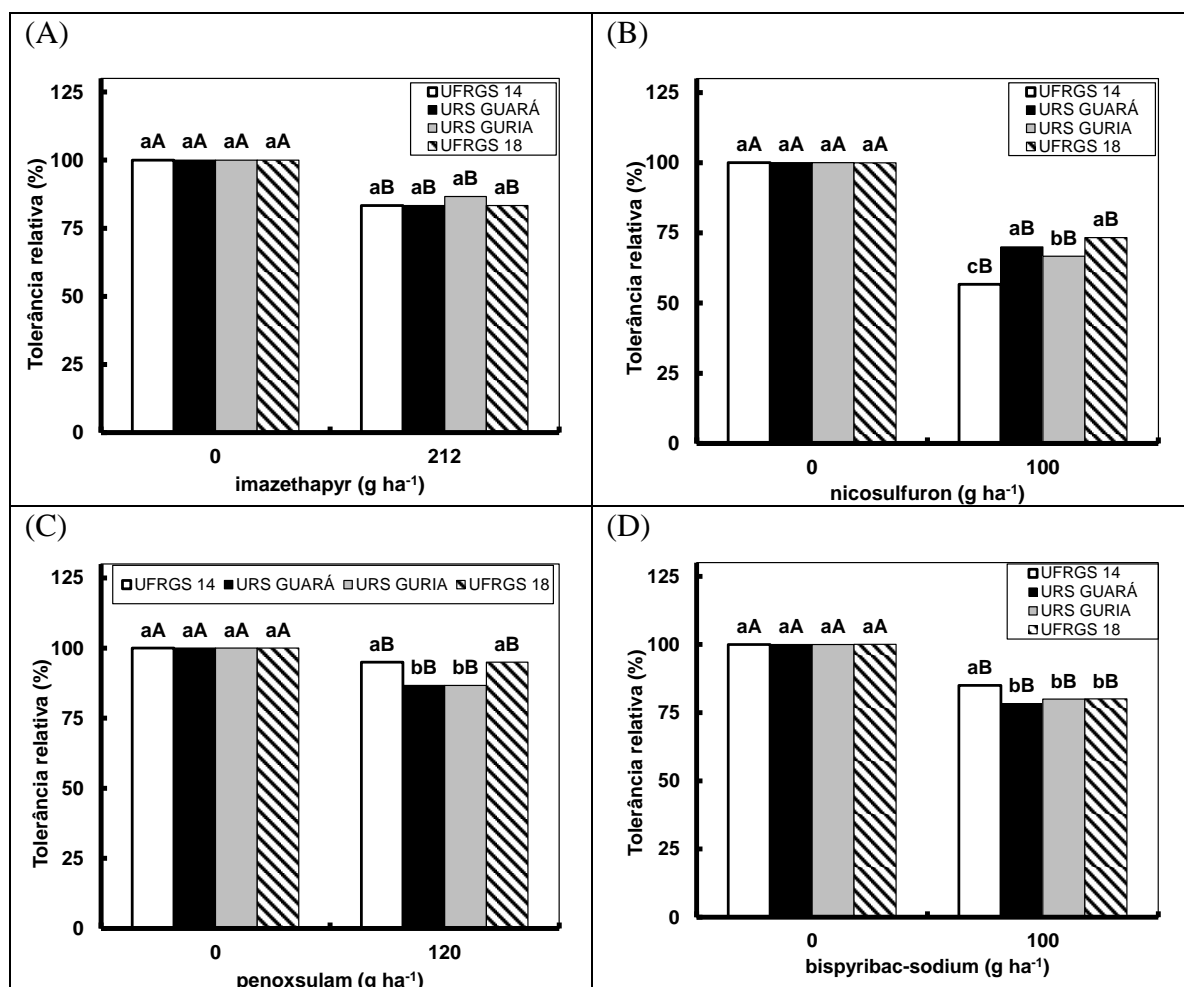 (A)
Tolerância relativa (%)
125
100
75
50
25
0
UFRGS 14
URS GUARÁ
URS GURIA
UFRGS 18
aA aA aA aA
aB aB aB aB
0 212
imazethapyr (g ha⁻¹)
(B)
Tolerância relativa (%)
125
100
75
50
25
0
UFRGS 14
URS GUARÁ
URS GURIA
UFRGS 18
aA aA aA aA
cB aB bB aB
0 100
nicosulfuron (g ha⁻¹)
(C)
Tolerância relativa (%)
125
100
75
50
25
0
UFRGS 14 URS GUARÁ URS GURIA UFRGS 18
aA aA aA aA
aB bB bB aB
0 120
penoxsulam (g ha⁻¹)
(D)
Tolerância relativa (%)
125
100
75
50
25
0
UFRGS 14
URS GUARÁ
URS GURIA
UFRGS 18
aA aA aA aA
aB bB bB bB
0 100
bispyribac-sodium (g ha⁻¹)